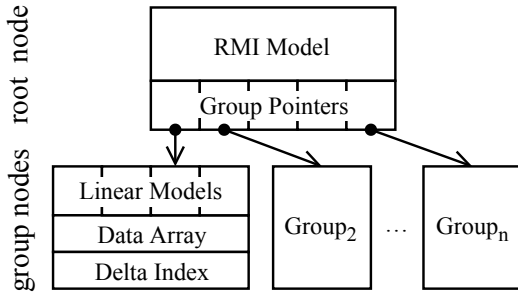 root node
RMI Model
Group Pointers
group nodes
Linear Models
Data Array
Delta Index
Group2
...
Groupn